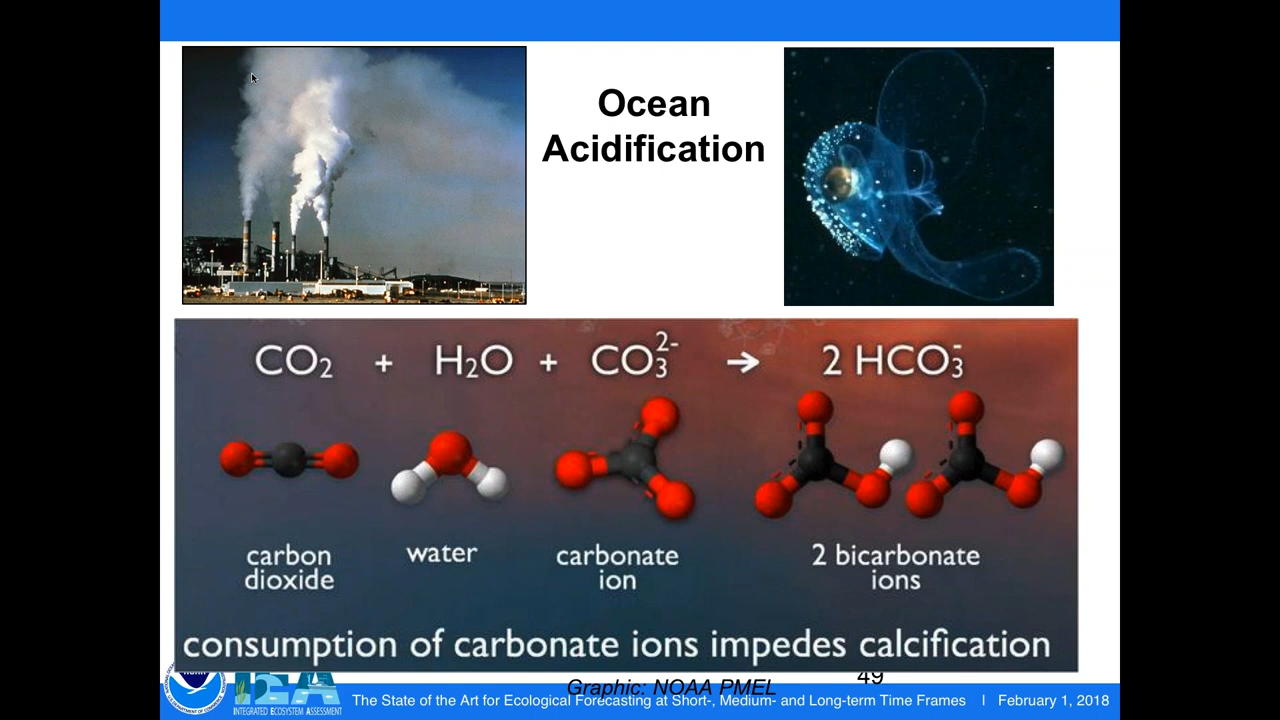 Ocean
Acidification
CO₂ + H₂O + CO₃²⁻ → 2 HCO₃⁻
carbon dioxide
water
carbonate ion
2 bicarbonate ions
consumption of carbonate ions impedes calcification
49
Graphic: NOAA PMEL
IEA
INTEGRATED ECOSYSTEM ASSESSMENT
The State of the Art for Ecological Forecasting at Short-, Medium- and Long-term Time Frames | February 1, 2018